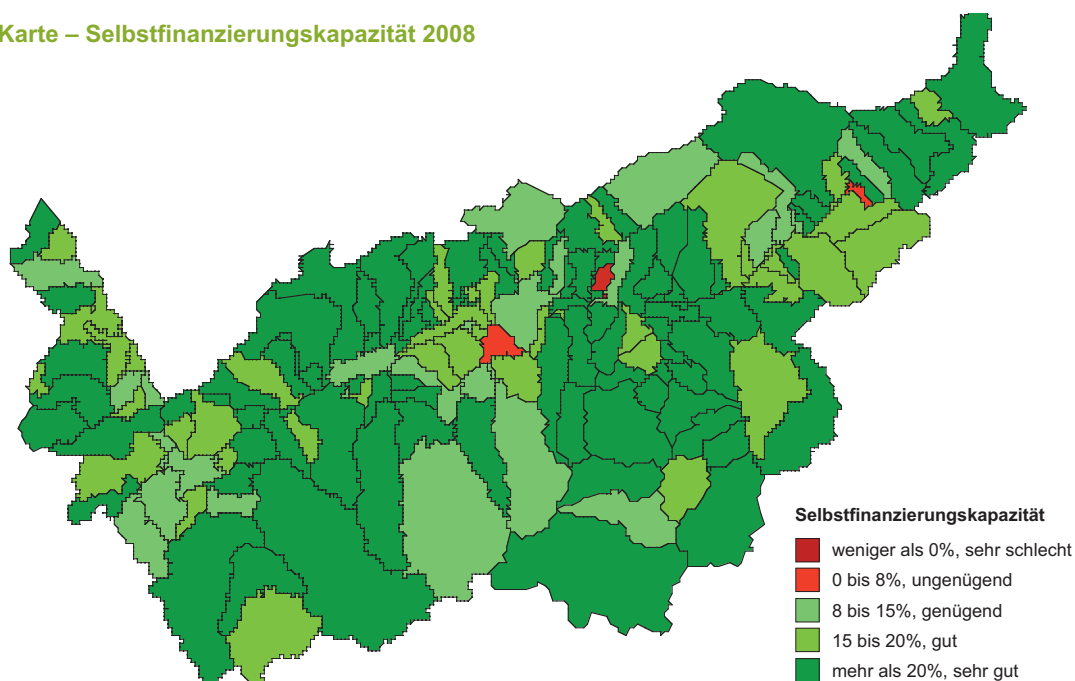 Karte – Selbstfinanzierungskapazität 2008
Selbstfinanzierungskapazität
weniger als 0%, sehr schlecht
0 bis 8%, ungenügend
8 bis 15%, genügend
15 bis 20%, gut
mehr als 20%, sehr gut